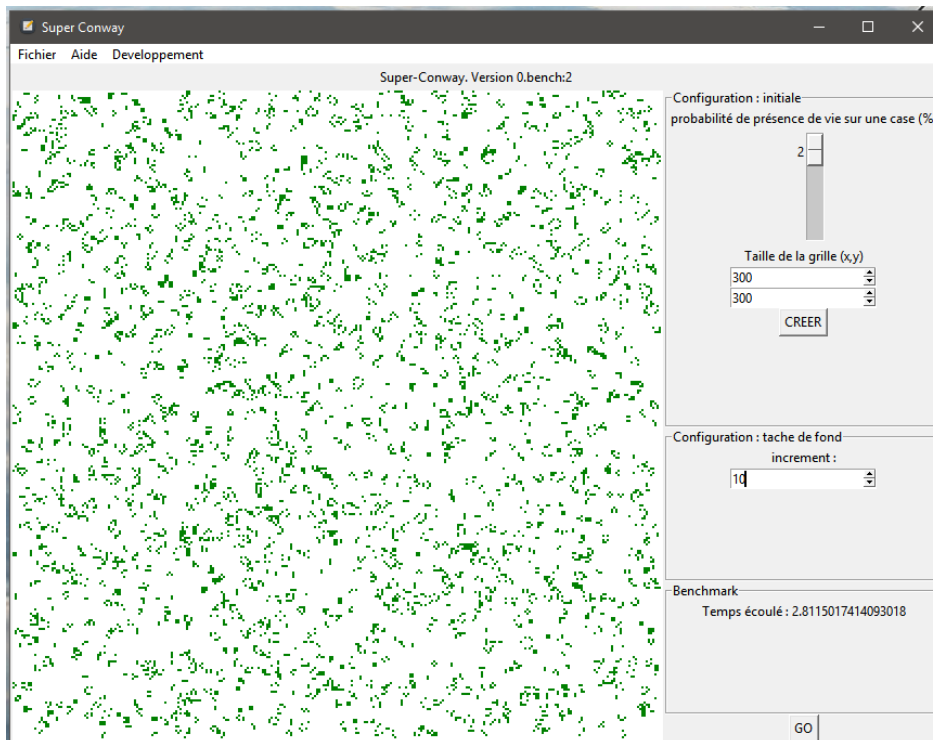 Super Conway
Fichier Aide Developpement
Super-Conway. Version 0.bench:2
Configuration : initiale
probabilité de présence de vie sur une case (%
2
Taille de la grille (x,y)
300
300
CREER
Configuration : tache de fond
increment :
10
Benchmark
Temps écoulé : 2.8115017414093018
GO